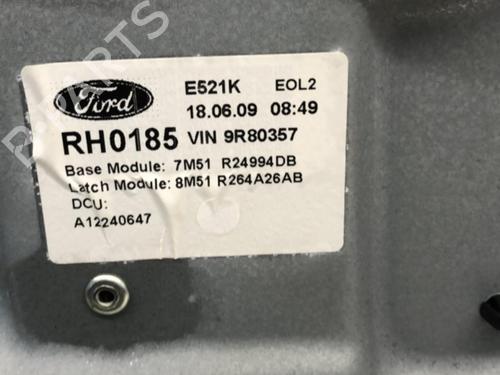 Ford
E521K EOL2
18.06.09 08:49
RH0185 VIN 9R80357
Base Module: 7M51 R24994DB
Latch Module: 8M51 R264A26AB
DCU:
A12240647
B PARTS